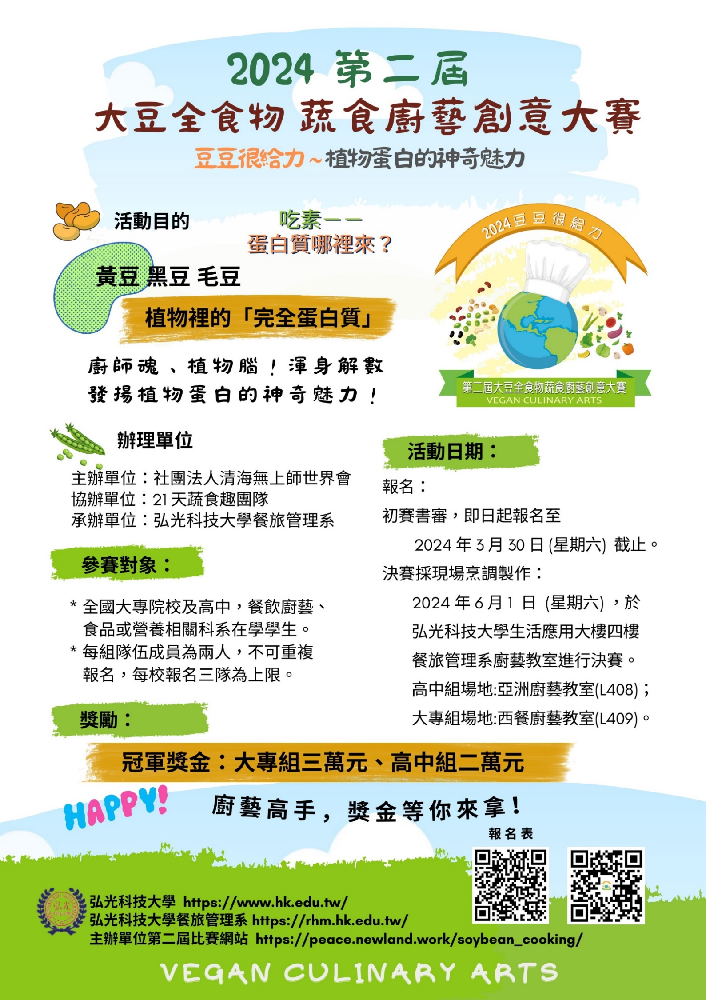 2024 第二屆
大豆全食物 蔬食廚藝創意大賽
豆豆很給力~植物蛋白的神奇魅力
活動目的
吃素——
蛋白質哪裡來？
黃豆 黑豆 毛豆
植物裡的「完全蛋白質」
廚師魂、植物腦！渾身解數
發揚植物蛋白的神奇魅力！
2024豆豆很給力
第二屆大豆全食物蔬食廚藝創意大賽
VEGAN CULINARY ARTS
辦理單位
主辦單位：社團法人清海無上師世界會
協辦單位：21天蔬食趣團隊
承辦單位：弘光科技大學餐旅管理系
參賽對象：
* 全國大專院校及高中，餐飲廚藝、
食品或營養相關科系在學學生。
* 每組隊伍成員為兩人，不可重複
報名，每校報名三隊為上限。
活動日期：
報名：
初賽書審，即日起報名至
2024 年 3 月 30 日 (星期六) 截止。
決賽採現場烹調製作：
2024 年 6 月 1 日 (星期六)，於
弘光科技大學生活應用大樓四樓
餐旅管理系廚藝教室進行決賽。
高中組場地:亞洲廚藝教室(L408)；
大專組場地:西餐廚藝教室(L409)。
獎勵：
冠軍獎金：大專組三萬元、高中組二萬元
HAPPY!
廚藝高手，獎金等你來拿！
報名表
弘光
弘光科技大學 https://www.hk.edu.tw/
弘光科技大學餐旅管理系 https://rhm.hk.edu.tw/
主辦單位第二屆比賽網站 https://peace.newland.work/soybean_cooking/
VEGAN CULINARY ARTS